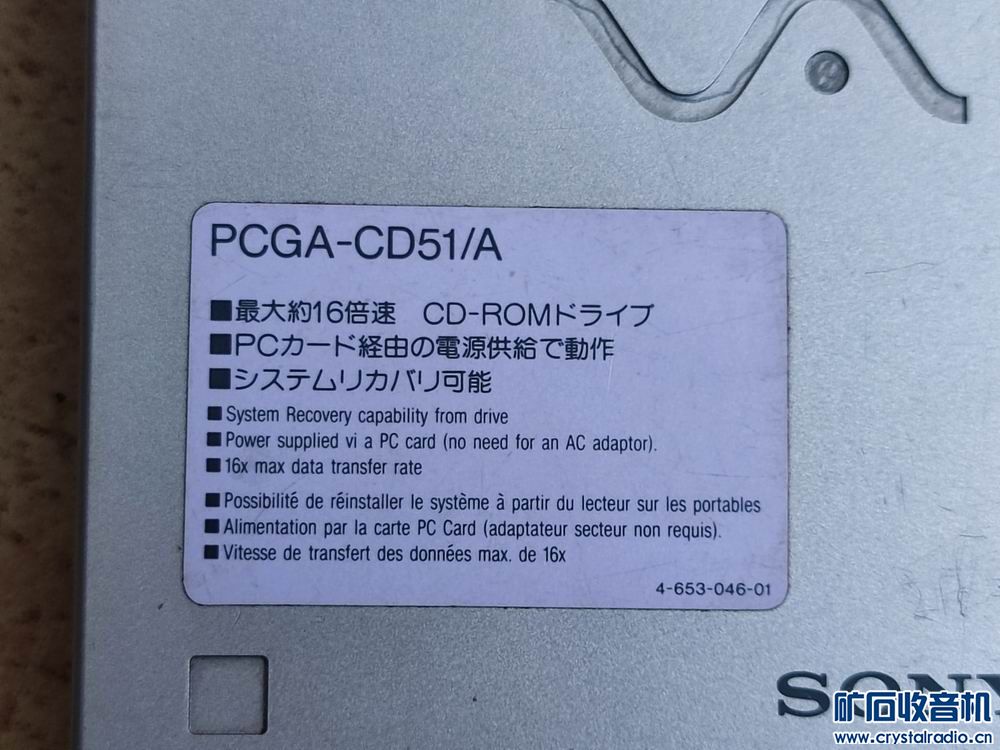 PCGA-CD51/A
■最大約16倍速 CD-ROMドライブ
■PCカード経由の電源供給で動作
■システムリカバリ可能
■ System Recovery capability from drive
■ Power supplied vi a PC card (no need for an AC adaptor).
■ 16x max data transfer rate
■ Possibilité de réinstaller le système à partir du lecteur sur les portables
■ Alimentation par la carte PC Card (adaptateur secteur non requis).
■ Vitesse de transfert des données max. de 16x
4-653-046-01
SONY
矿石收音机
www.crystalradio.cn